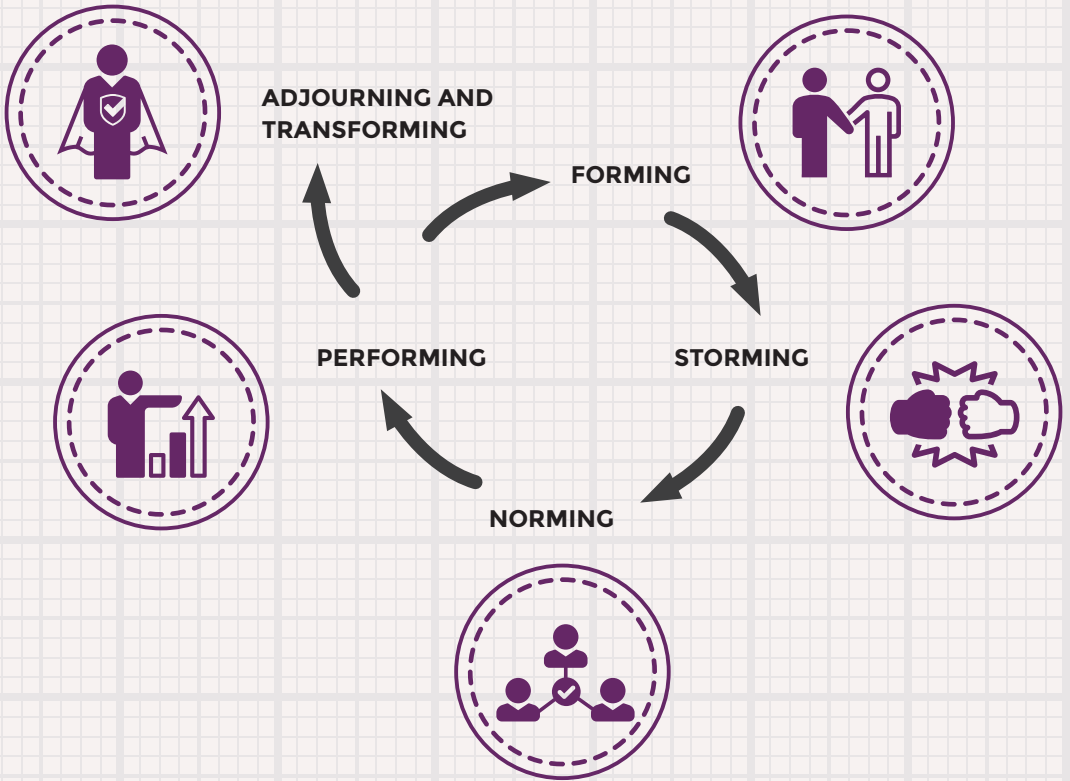 ADJOURNING AND
TRANSFORMING
FORMING
PERFORMING
STORMING
NORMING